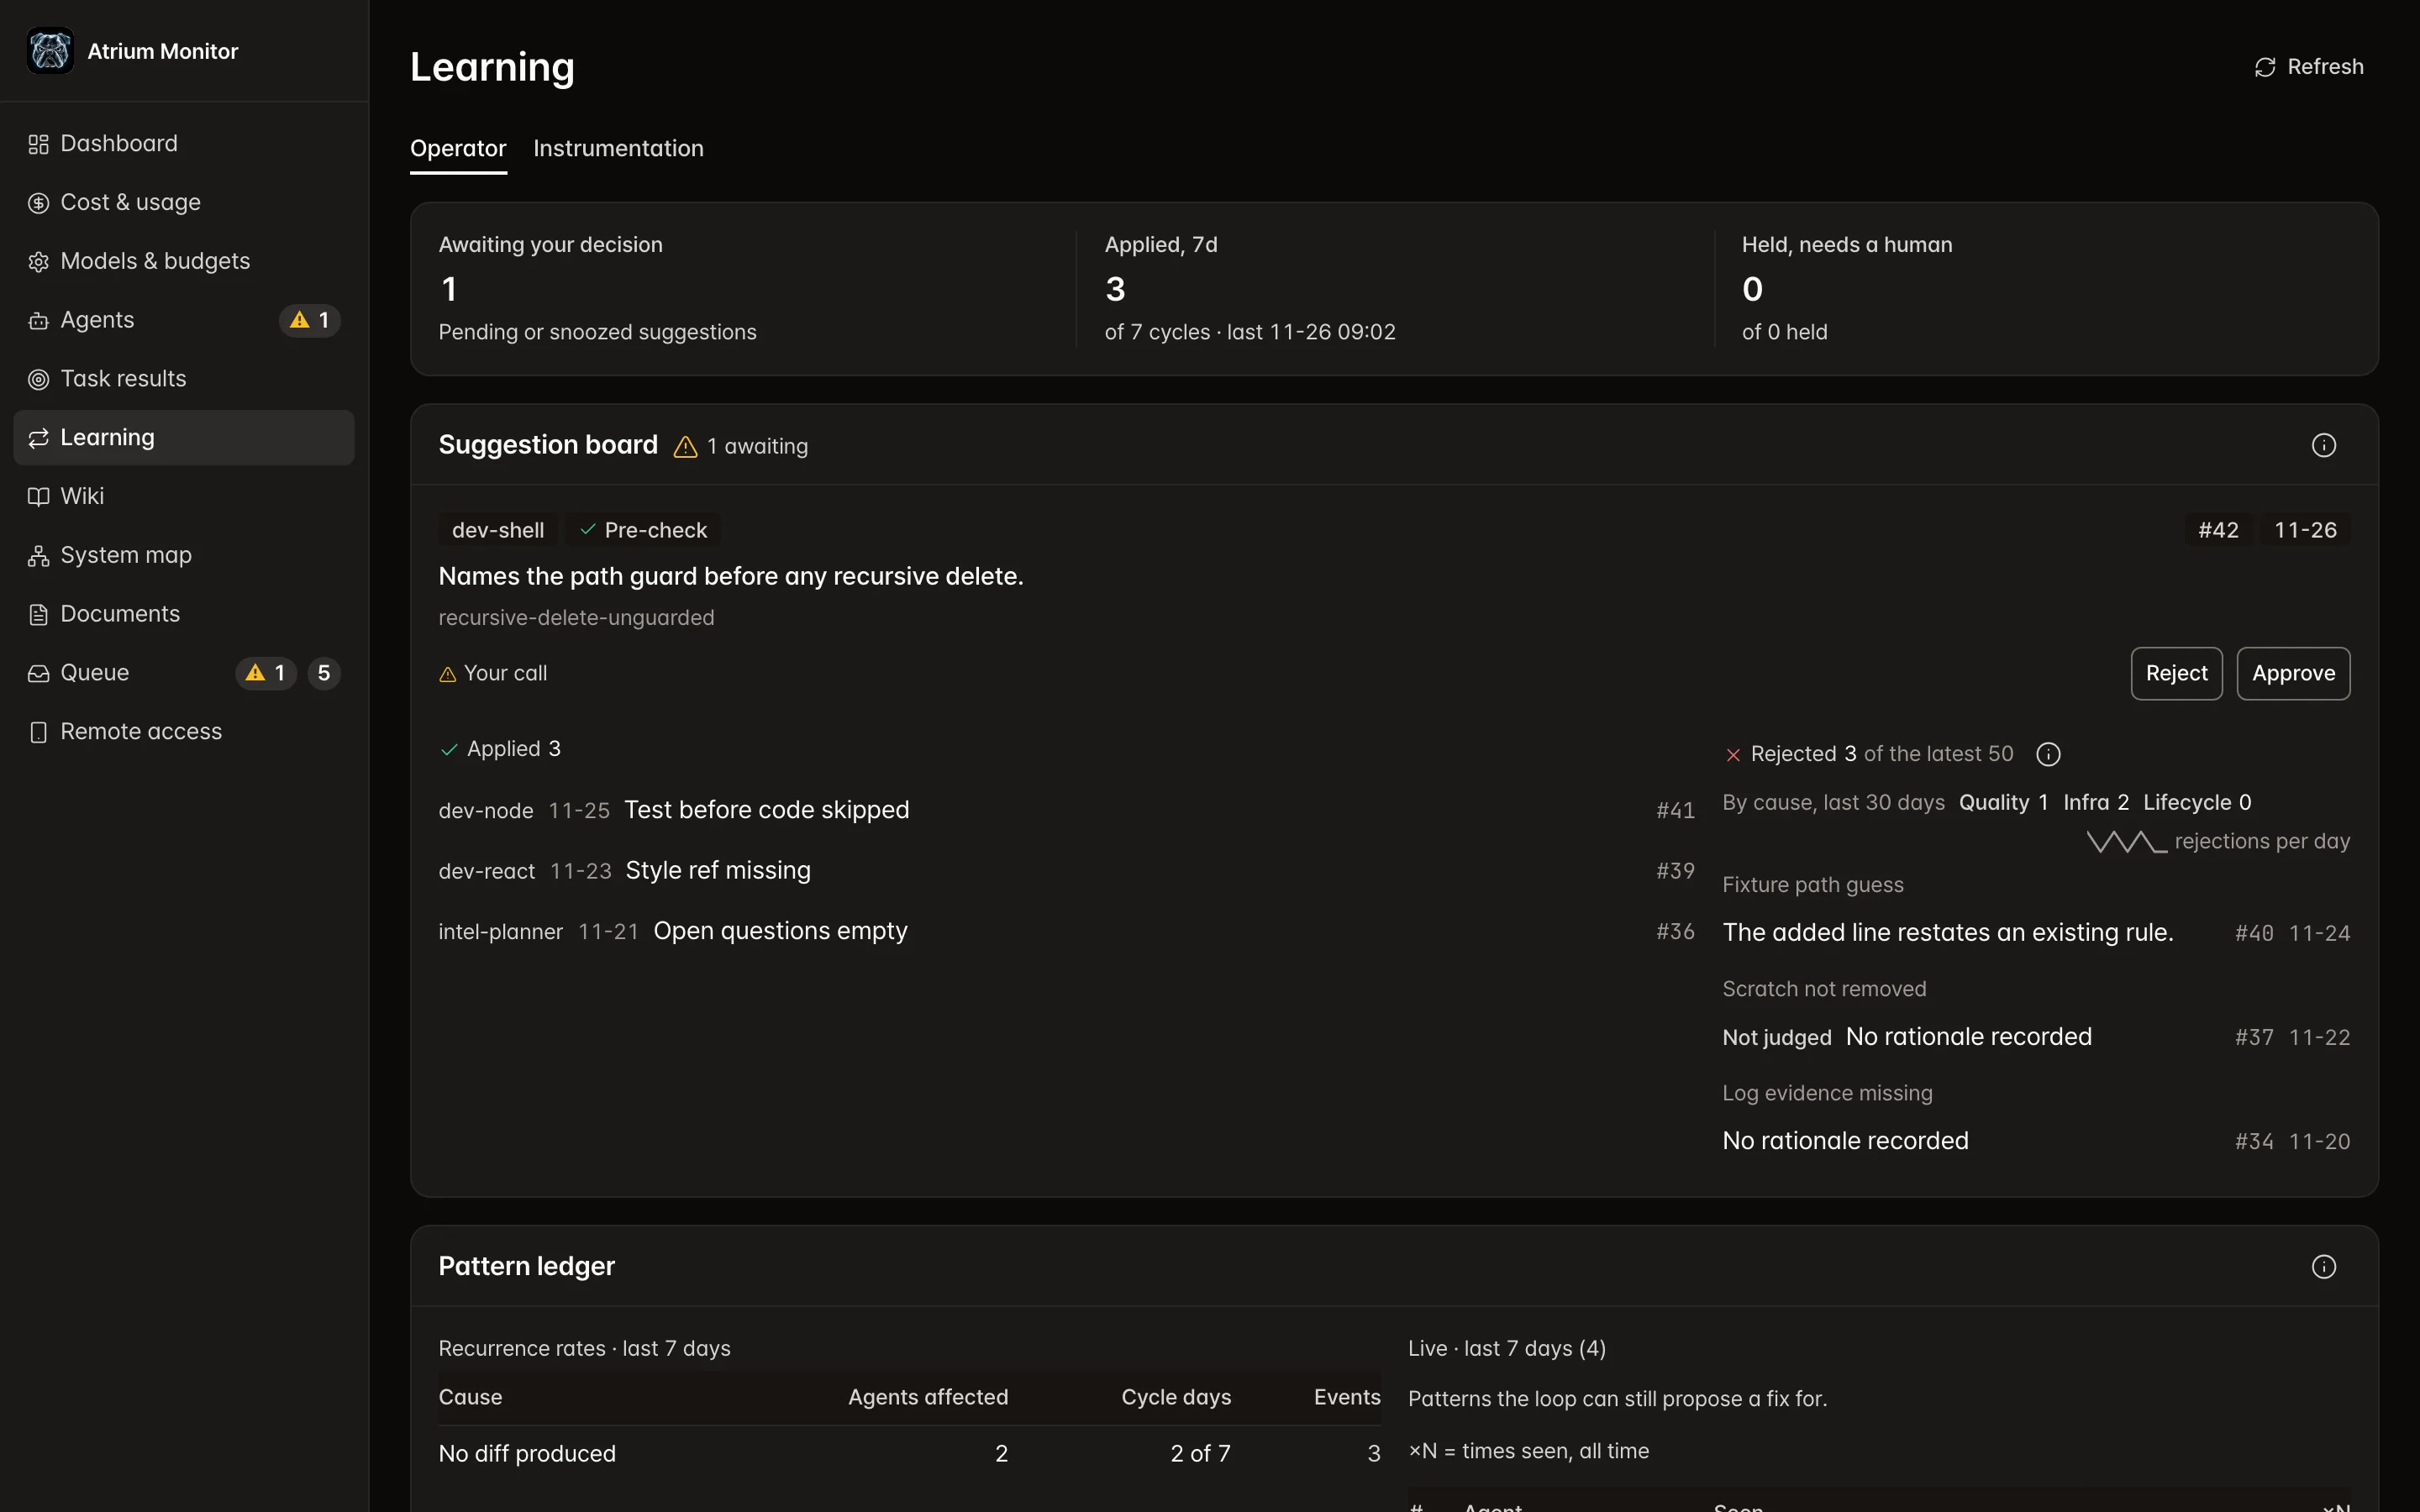 Atrium Monitor
Dashboard
Cost & usage
Models & budgets
Agents 1
Task results
Learning
Wiki
System map
Documents
Queue 1 5
Remote access
Learning
Refresh
Operator Instrumentation
Awaiting your decision
1
Pending or snoozed suggestions
Applied, 7d
3
of 7 cycles · last 11-26 09:02
Held, needs a human
0
of 0 held
Suggestion board 1 awaiting
dev-shell Pre-check #42 11-26
Names the path guard before any recursive delete.
recursive-delete-unguarded
Your call Reject Approve
Applied 3
dev-node 11-25 Test before code skipped #41
dev-react 11-23 Style ref missing #39
intel-planner 11-21 Open questions empty #36
Rejected 3 of the latest 50
By cause, last 30 days Quality 1 Infra 2 Lifecycle 0
rejections per day
Fixture path guess
The added line restates an existing rule. #40 11-24
Scratch not removed
Not judged No rationale recorded #37 11-22
Log evidence missing
No rationale recorded #34 11-20
Pattern ledger
Recurrence rates · last 7 days
Cause Agents affected Cycle days Events
No diff produced 2 2 of 7 3
Live · last 7 days (4)
Patterns the loop can still propose a fix for.
×N = times seen, all time
# Agent Seen ×N